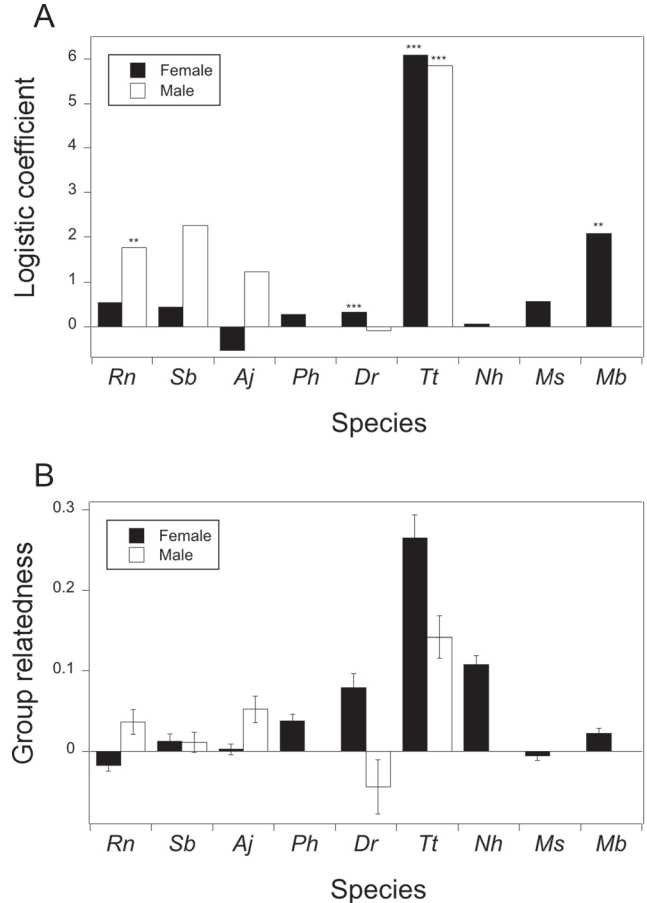 A
Logistic coefficient
6
5
4
3
2
1
0
Female
Male
**
***
***
***
**
Rn Sb Aj Ph Dr Tt Nh Ms Mb
Species
B
Group relatedness
0.3
0.2
0.1
0
Female
Male
Rn Sb Aj Ph Dr Tt Nh Ms Mb
Species